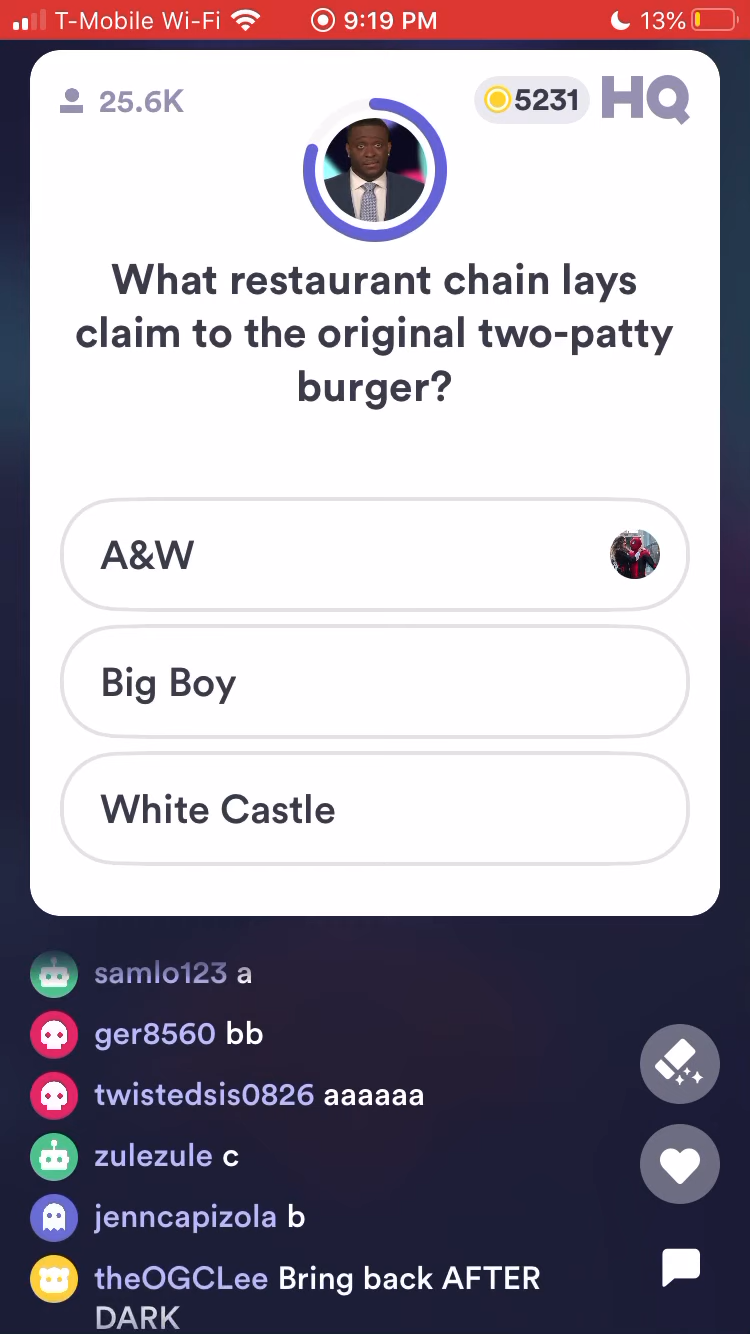 T-Mobile Wi-Fi 9:19 PM 13%
25.6K 5231 HQ
What restaurant chain lays
claim to the original two-patty
burger?
A&W
Big Boy
White Castle
samlo123 a
ger8560 bb
twistedsis0826 aaaaaa
zulezule c
jenncapizola b
theOGCLee Bring back AFTER
DARK